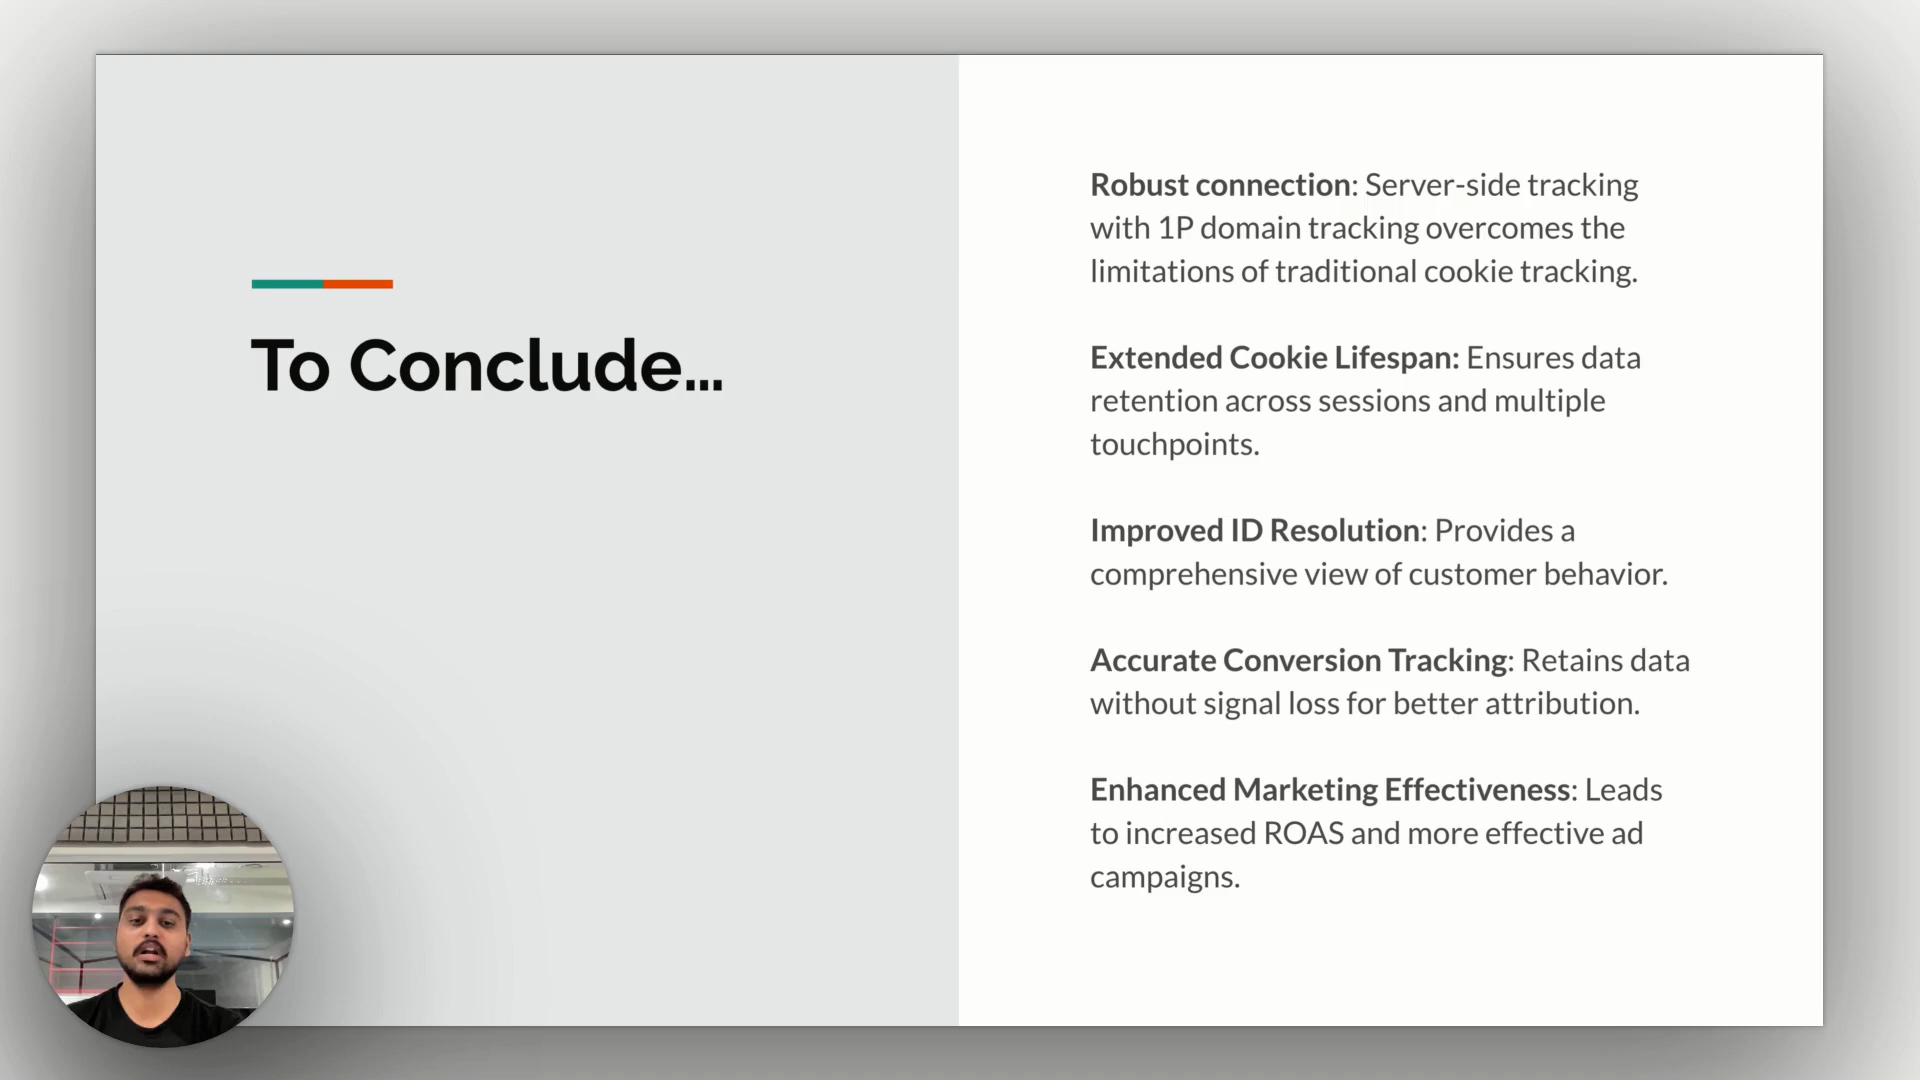 To Conclude...
Robust connection: Server-side tracking
with 1P domain tracking overcomes the
limitations of traditional cookie tracking.
Extended Cookie Lifespan: Ensures data
retention across sessions and multiple
touchpoints.
Improved ID Resolution: Provides a
comprehensive view of customer behavior.
Accurate Conversion Tracking: Retains data
without signal loss for better attribution.
Enhanced Marketing Effectiveness: Leads
to increased ROAS and more effective ad
campaigns.